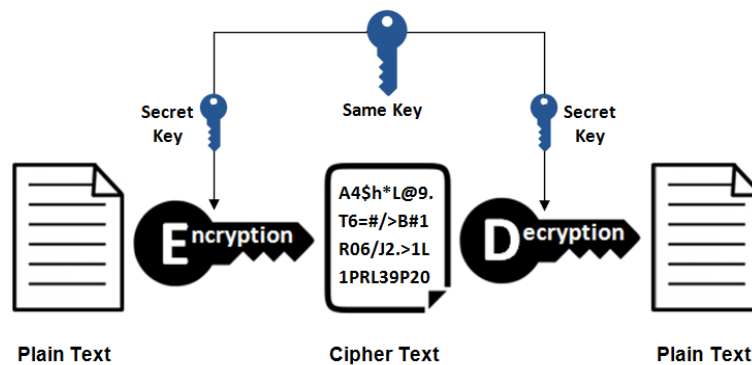 Same Key
Secret
Key
Secret
Key
Encryption
A4$h*L@9.
T6=#/>B#1
R06/J2.>1L
1PRL39P20
Decryption
Plain Text
Cipher Text
Plain Text